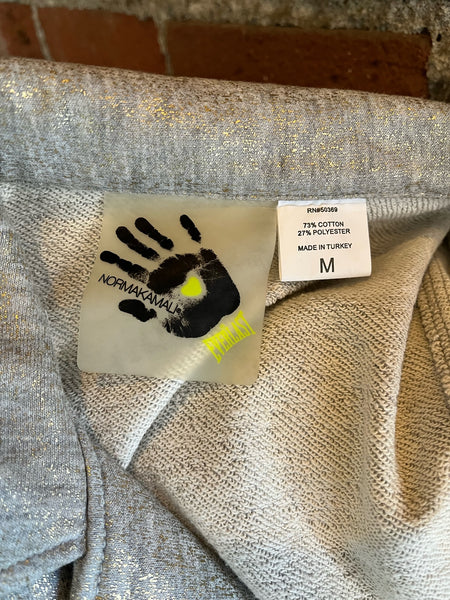 NORMAKAMALI
EVERLAST
RN#50369
73% COTTON
27% POLYESTER
MADE IN TURKEY
M